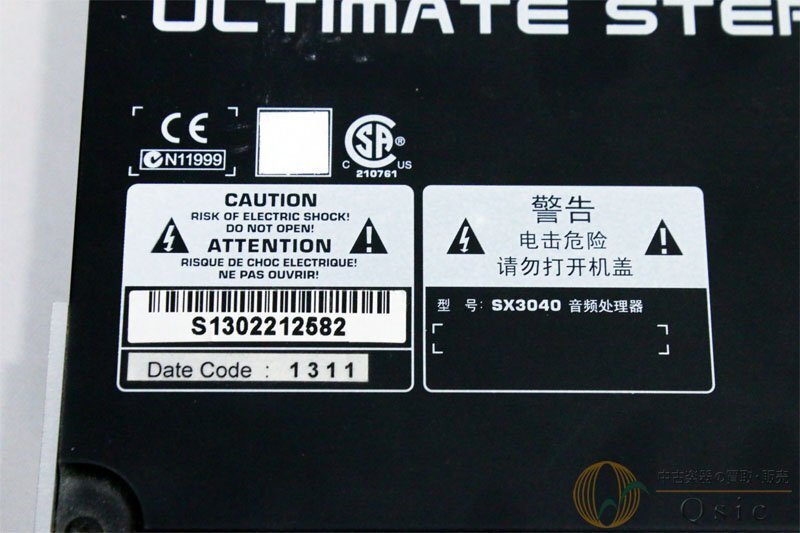 ULTIMATE STER
CE
N11999
SA ®
C US
210761
CAUTION
RISK OF ELECTRIC SHOCK!
DO NOT OPEN!
ATTENTION
RISQUE DE CHOC ELECTRIQUE!
NE PAS OUVRIR!
S1302212582
Date Code : 1311
警告
电击危险
请勿打开机盖
型 号: SX3040 音频处理器
中古楽器の買取・販売
Qsic